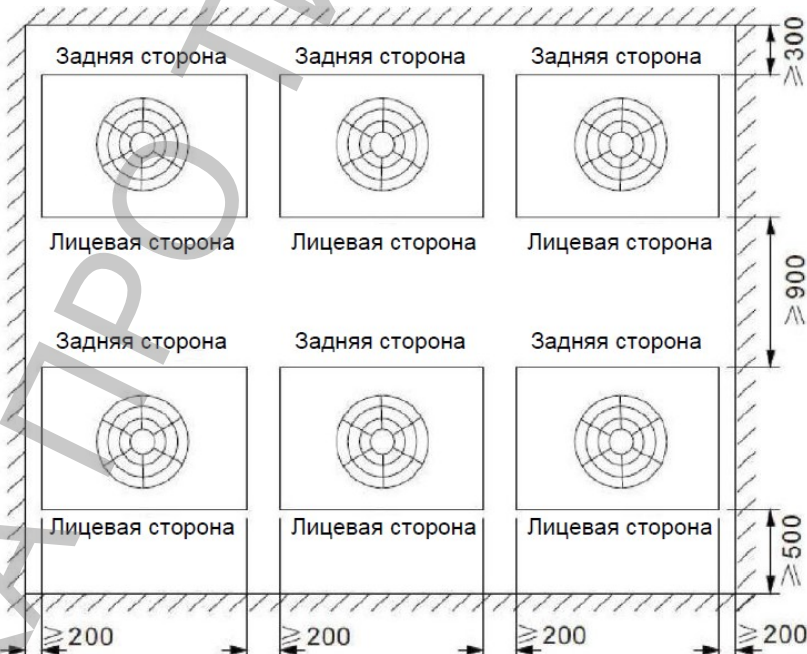 Задняя сторона Задняя сторона Задняя сторона
≥300
Лицевая сторона Лицевая сторона Лицевая сторона
≥900
Задняя сторона Задняя сторона Задняя сторона
Лицевая сторона Лицевая сторона Лицевая сторона
≥500
≥200 ≥200 ≥200 ≥200